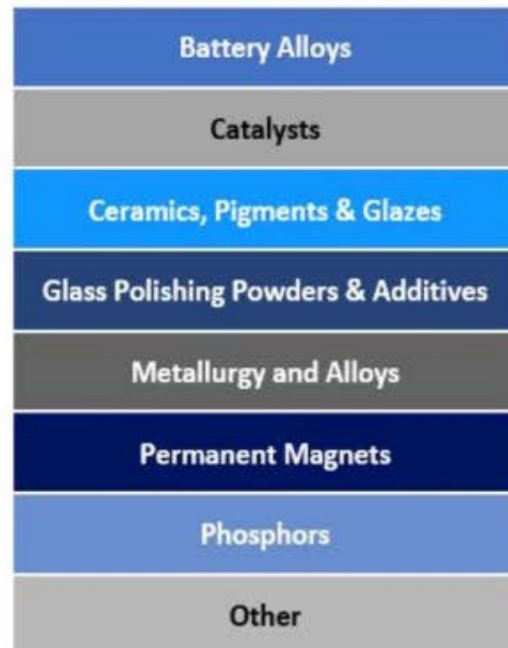 Battery Alloys
Catalysts
Ceramics, Pigments & Glazes
Glass Polishing Powders & Additives
Metallurgy and Alloys
Permanent Magnets
Phosphors
Other